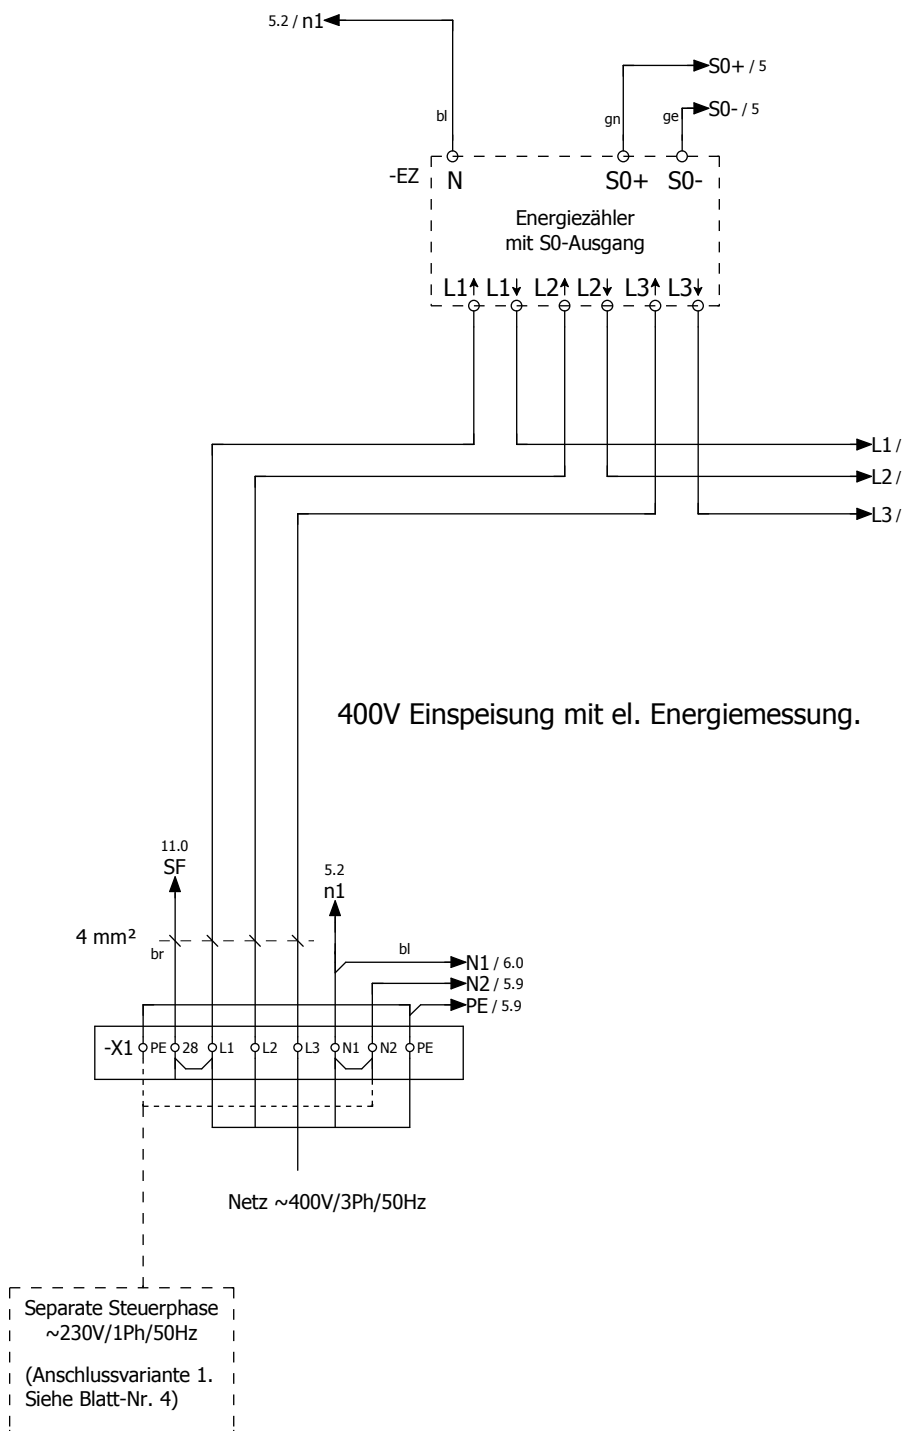 5.2 / n1
S0+ / 5
S0- / 5
bl
gn
ge
-EZ
N S0+ S0-
Energiezähler
mit S0-Ausgang
L1 L1 L2 L2 L3 L3
L1 /
L2 /
L3 /
400V Einspeisung mit el. Energiemessung.
11.0
SF
5.2
n1
4 mm²
br
bl
N1 / 6.0
N2 / 5.9
PE / 5.9
-X1 PE 28 L1 L2 L3 N1 N2 PE
Netz ~400V/3Ph/50Hz
Separate Steuerphase
~230V/1Ph/50Hz
(Anschlussvariante 1.
Siehe Blatt-Nr. 4)